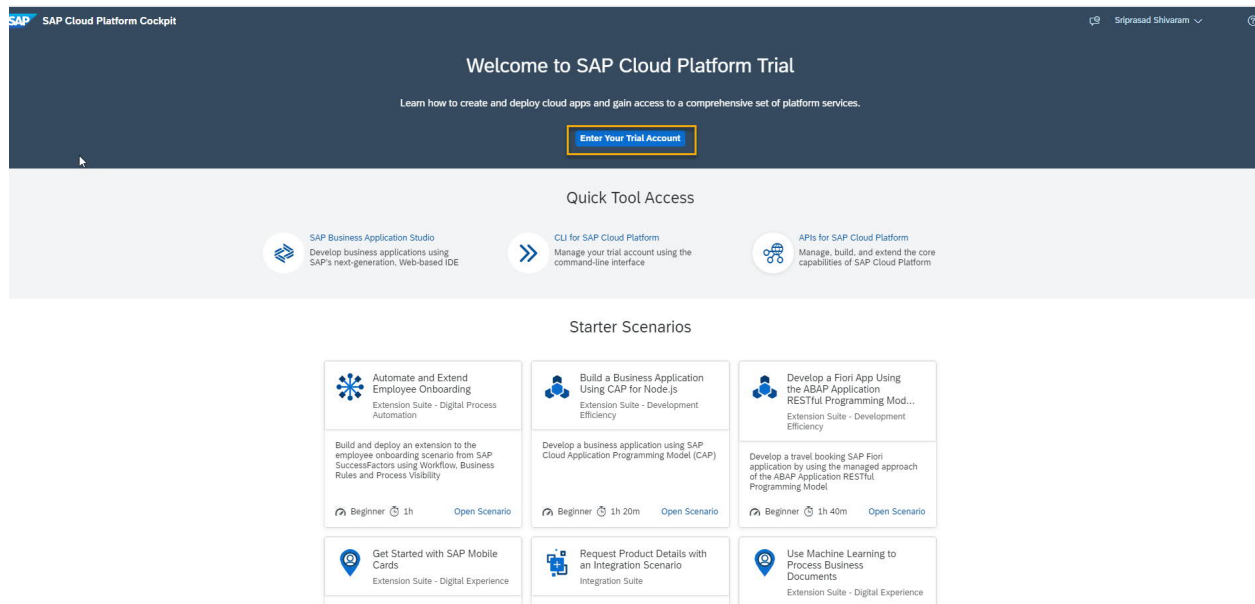 SAP SAP Cloud Platform Cockpit
Sriprasad Shivaram
Welcome to SAP Cloud Platform Trial
Learn how to create and deploy cloud apps and gain access to a comprehensive set of platform services.
Enter Your Trial Account
Quick Tool Access
SAP Business Application Studio
Develop business applications using
SAP's next-generation, Web-based IDE
CLI for SAP Cloud Platform
Manage your trial account using the
command-line interface
APIs for SAP Cloud Platform
Manage, build, and extend the core
capabilities of SAP Cloud Platform
Starter Scenarios
Automate and Extend
Employee Onboarding
Extension Suite - Digital Process
Automation
Build and deploy an extension to the
employee onboarding scenario from SAP
SuccessFactors using Workflow, Business
Rules and Process Visibility
Beginner 1h Open Scenario
Build a Business Application
Using CAP for Node.js
Extension Suite - Development
Efficiency
Develop a business application using SAP
Cloud Application Programming Model (CAP)
Beginner 1h 20m Open Scenario
Develop a Fiori App Using
the ABAP Application
RESTful Programming Mod...
Extension Suite - Development
Efficiency
Develop a travel booking SAP Fiori
application by using the managed approach
of the ABAP Application RESTful
Programming Model
Beginner 1h 40m Open Scenario
Get Started with SAP Mobile
Cards
Extension Suite - Digital Experience
Request Product Details with
an Integration Scenario
Integration Suite
Use Machine Learning to
Process Business
Documents
Extension Suite - Digital Experience